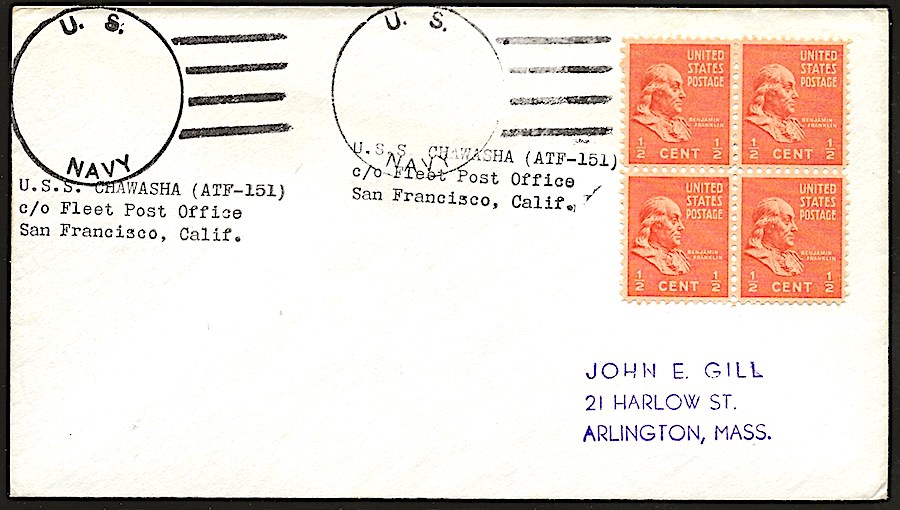 U. S.
NAVY
U.S.S. CHAWASHA (ATF-151)
c/o Fleet Post Office
San Francisco, Calif.
U. S.
NAVY
U.S.S. CHAWASHA (ATF-151)
c/o Fleet Post Office
San Francisco, Calif.
UNITED
STATES
POSTAGE
BENJAMIN
FRANKLIN
1/2 CENT 1/2
UNITED
STATES
POSTAGE
BENJAMIN
FRANKLIN
1/2 CENT 1/2
UNITED
STATES
POSTAGE
BENJAMIN
FRANKLIN
1/2 CENT 1/2
UNITED
STATES
POSTAGE
BENJAMIN
FRANKLIN
1/2 CENT 1/2
JOHN E. GILL
21 HARLOW ST.
ARLINGTON, MASS.